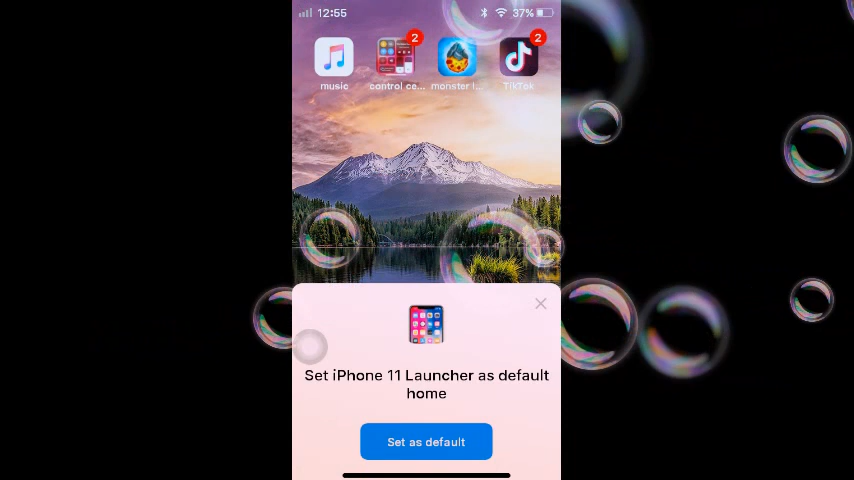 12:55 37%
2 2
music control ce... monster l... TikTok
Set iPhone 11 Launcher as default
home
Set as default